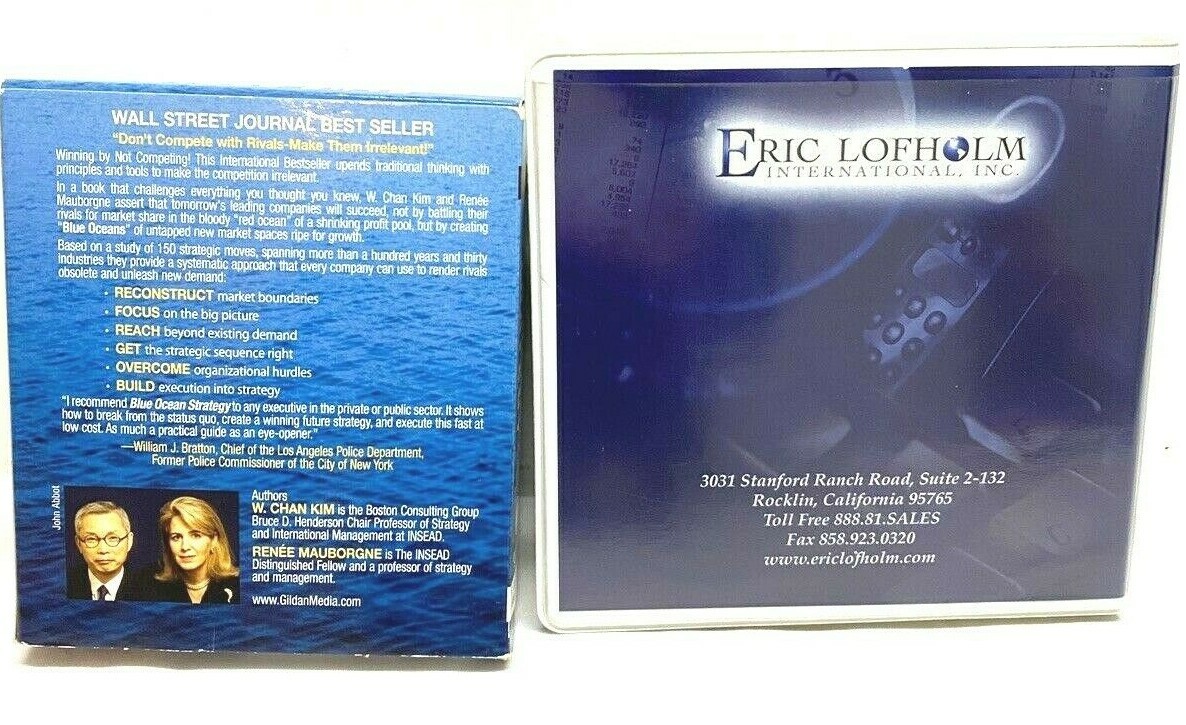 WALL STREET JOURNAL BEST SELLER
"Don't Compete with Rivals-Make Them Irrelevant!"
Winning by Not Competing! This International Bestseller upends traditional thinking with
principles and tools to make the competition irrelevant.
In a book that challenges everything you thought you knew, W. Chan Kim and Renée
Mauborgne assert that tomorrow's leading companies will succeed, not by battling their
rivals for market share in the bloody "red ocean" of a shrinking profit pool, but by creating
"Blue Oceans" of untapped new market spaces ripe for growth.
Based on a study of 150 strategic moves, spanning more than a hundred years and thirty
industries they provide a systematic approach that every company can use to render rivals
obsolete and unleash new demand:
· RECONSTRUCT market boundaries
· FOCUS on the big picture
· REACH beyond existing demand
· GET the strategic sequence right
· OVERCOME organizational hurdles
· BUILD execution into strategy
"I recommend Blue Ocean Strategy to any executive in the private or public sector. It shows
how to break from the status quo, create a winning future strategy, and execute this fast at
low cost. As much a practical guide as an eye-opener."
—William J. Bratton, Chief of the Los Angeles Police Department,
Former Police Commissioner of the City of New York
John Abbot
Authors
W. CHAN KIM is the Boston Consulting Group
Bruce D. Henderson Chair Professor of Strategy
and International Management at INSEAD.
RENÉE MAUBORGNE is The INSEAD
Distinguished Fellow and a professor of strategy
and management.
www.GildanMedia.com
ERIC LOFHOLM
INTERNATIONAL, INC.
3031 Stanford Ranch Road, Suite 2-132
Rocklin, California 95765
Toll Free 888.81.SALES
Fax 858.923.0320
www.ericlofholm.com